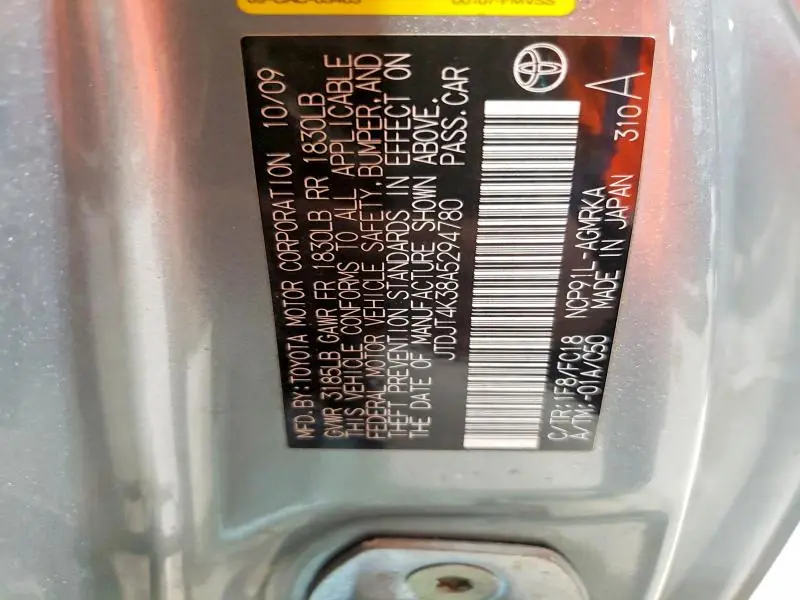 MFD.BY:TOYOTA MOTOR CORPORATION 10/09
GVWR 3185LB GAWR FR 1830LB RR 1830LB
THIS VEHICLE CONFORMS TO ALL APPLICABLE
FEDERAL MOTOR VEHICLE SAFETY, BUMPER, AND
THEFT PREVENTION STANDARDS IN EFFECT ON
THE DATE OF MANUFACTURE SHOWN ABOVE.
JTDJT4K38A5294780 PASS.CAR
C/TR:1F8/FC18 NCP91L-AGMRKA
A/TM:-01A/C50 MADE IN JAPAN 310 A